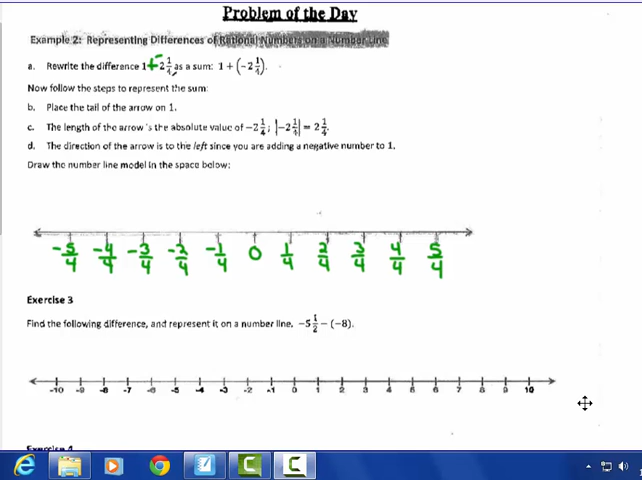 Problem of the Day
Example 2: Representing Differences of Rational Numbers on a Number Line
a. Rewrite the difference 1 + - 2 1/4 as a sum: 1 + (−2 1/4).
Now follow the steps to represent the sum:
b. Place the tail of the arrow on 1.
c. The length of the arrow is the absolute value of −2 1/4; |−2 1/4| = 2 1/4.
d. The direction of the arrow is to the left since you are adding a negative number to 1.
Draw the number line model in the space below:
-5/4 -4/4 -3/4 -2/4 -1/4 0 1/4 2/4 3/4 4/4 5/4
Exercise 3
Find the following difference, and represent it on a number line. −5 1/2 − (−8).
-10 -9 -8 -7 -6 -5 -4 -3 -2 -1 0 1 2 3 4 5 6 7 8 9 10
Exercise 4